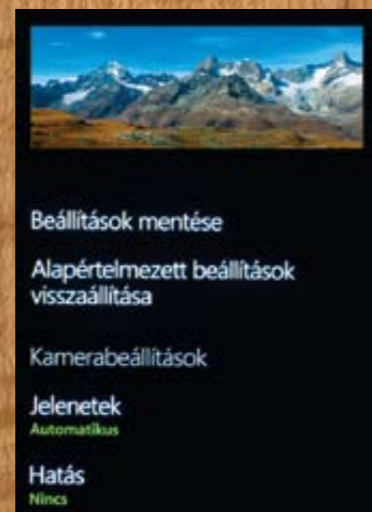 Beállítások mentése
Alapértelmezett beállítások
visszaállítása
Kamerabeállítások
Jelenetek
Automatikus
Hatás
Nincs